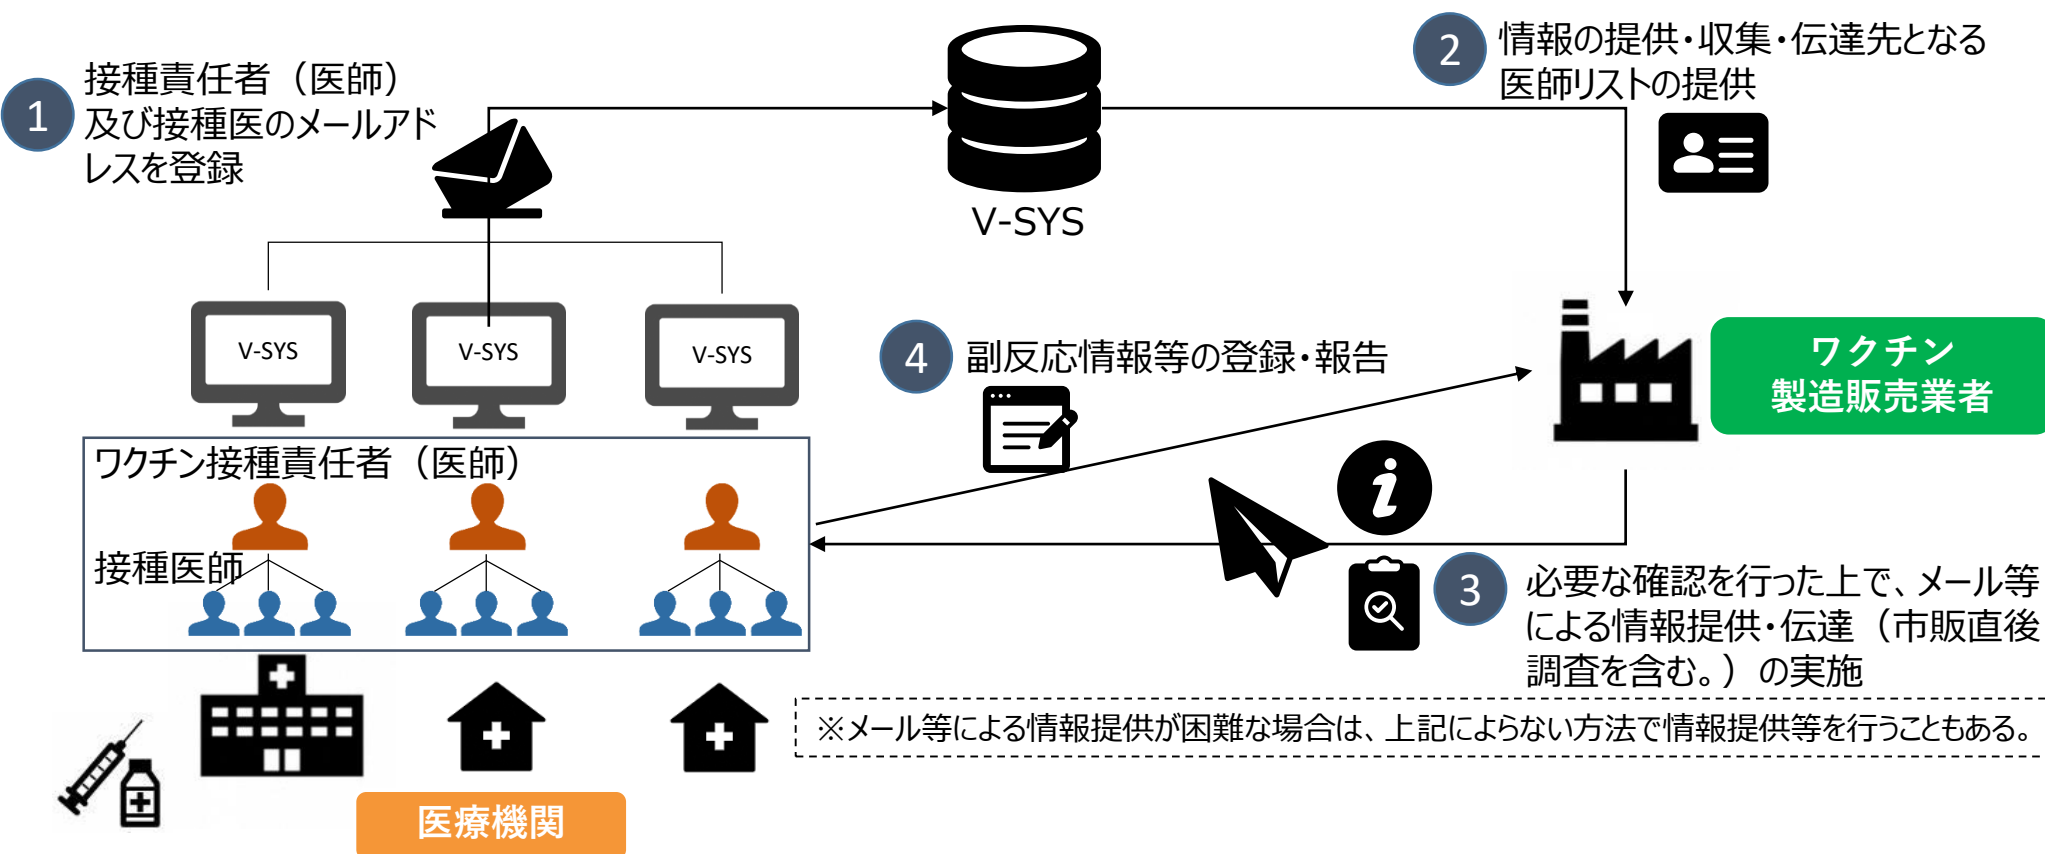 1
接種責任者（医師）
及び接種医のメールアド
レスを登録
V-SYS
2
情報の提供・収集・伝達先となる
医師リストの提供
V-SYS
V-SYS
V-SYS
4
副反応情報等の登録・報告
ワクチン
製造販売業者
ワクチン接種責任者（医師）
接種医師
3
必要な確認を行った上で、メール等
による情報提供・伝達（市販直後
調査を含む。）の実施
※メール等による情報提供が困難な場合は、上記によらない方法で情報提供等を行うこともある。
医療機関